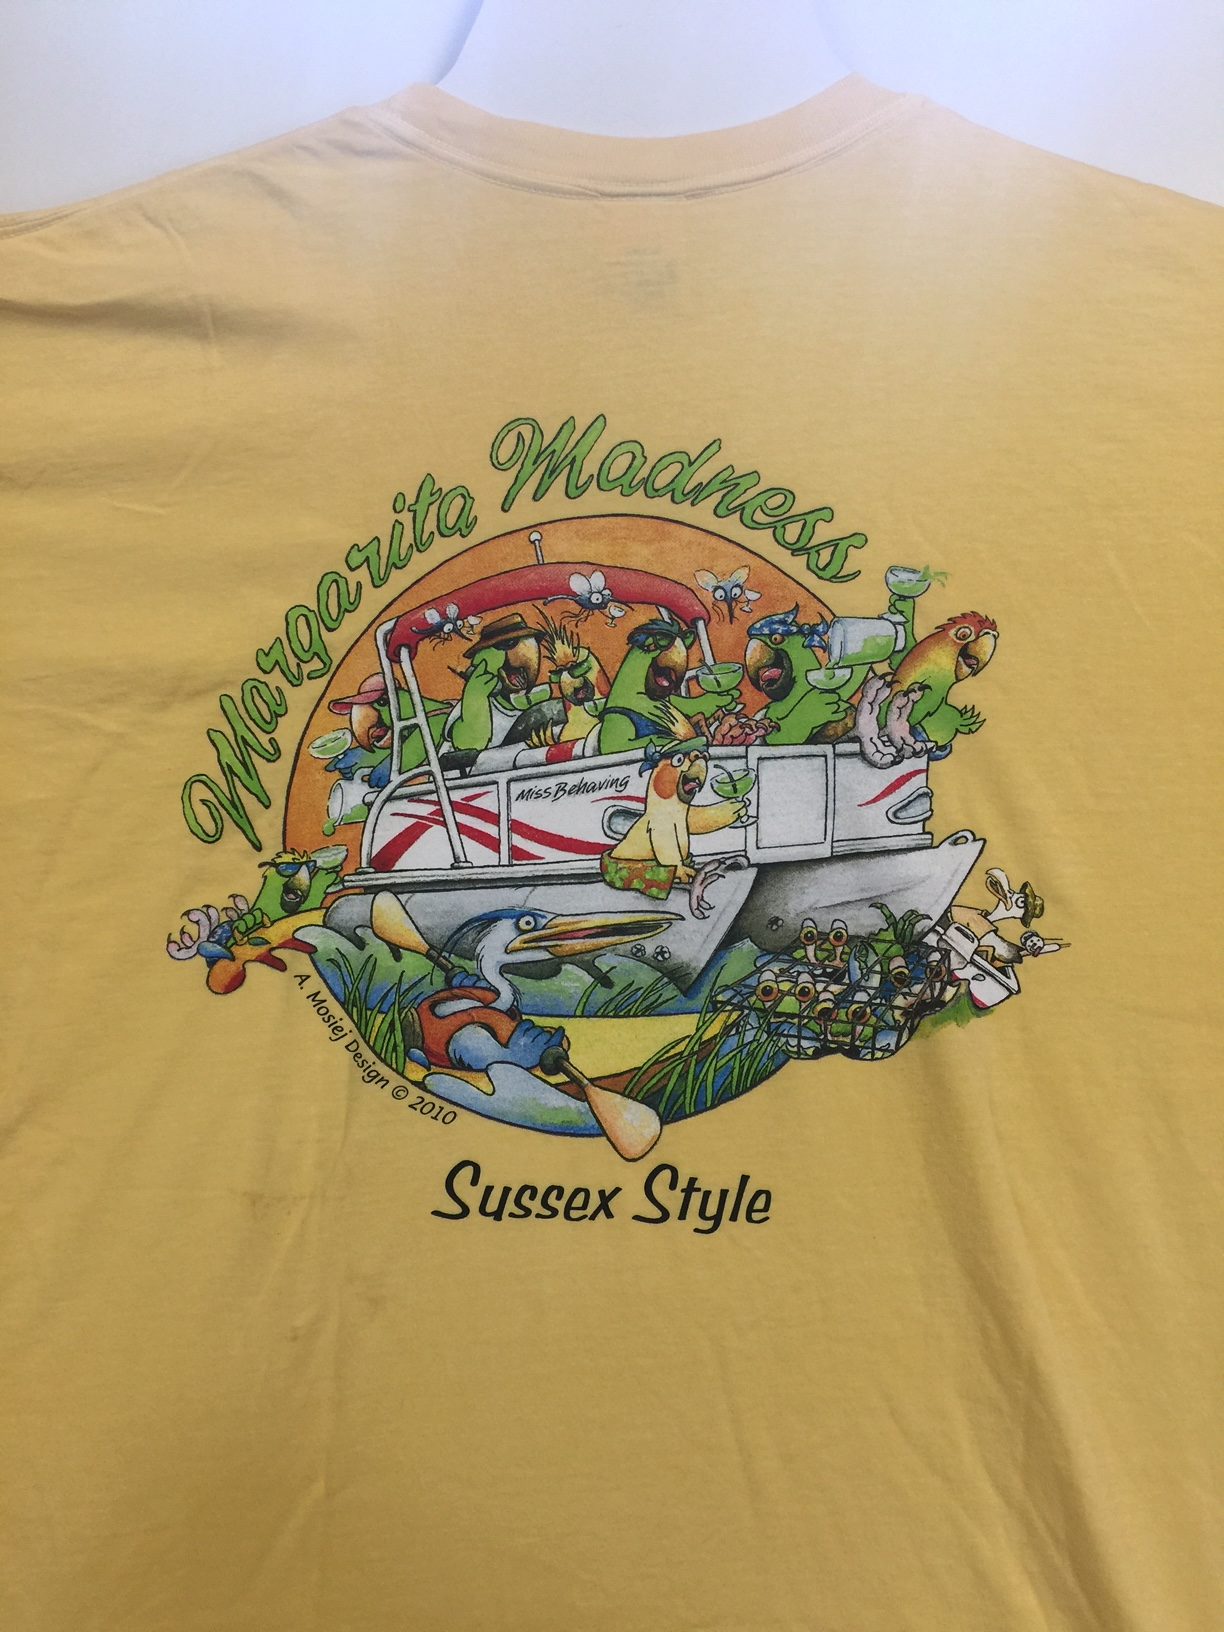 Margarita Madness
Miss Behaving
A. Mosiej Design © 2010
Sussex Style